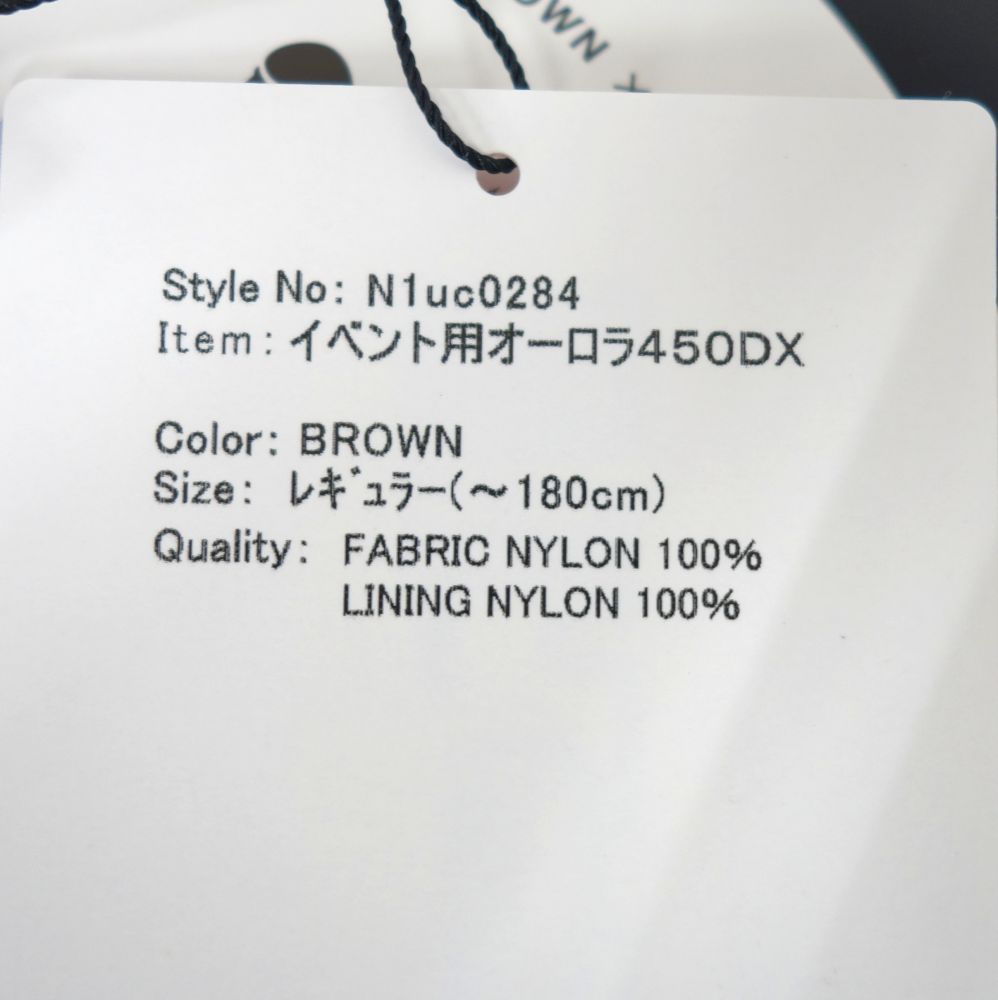 Style No: N1uc0284
Item: イベント用オーロラ450DX
Color: BROWN
Size: レギュラー(～180cm)
Quality: FABRIC NYLON 100%
LINING NYLON 100%